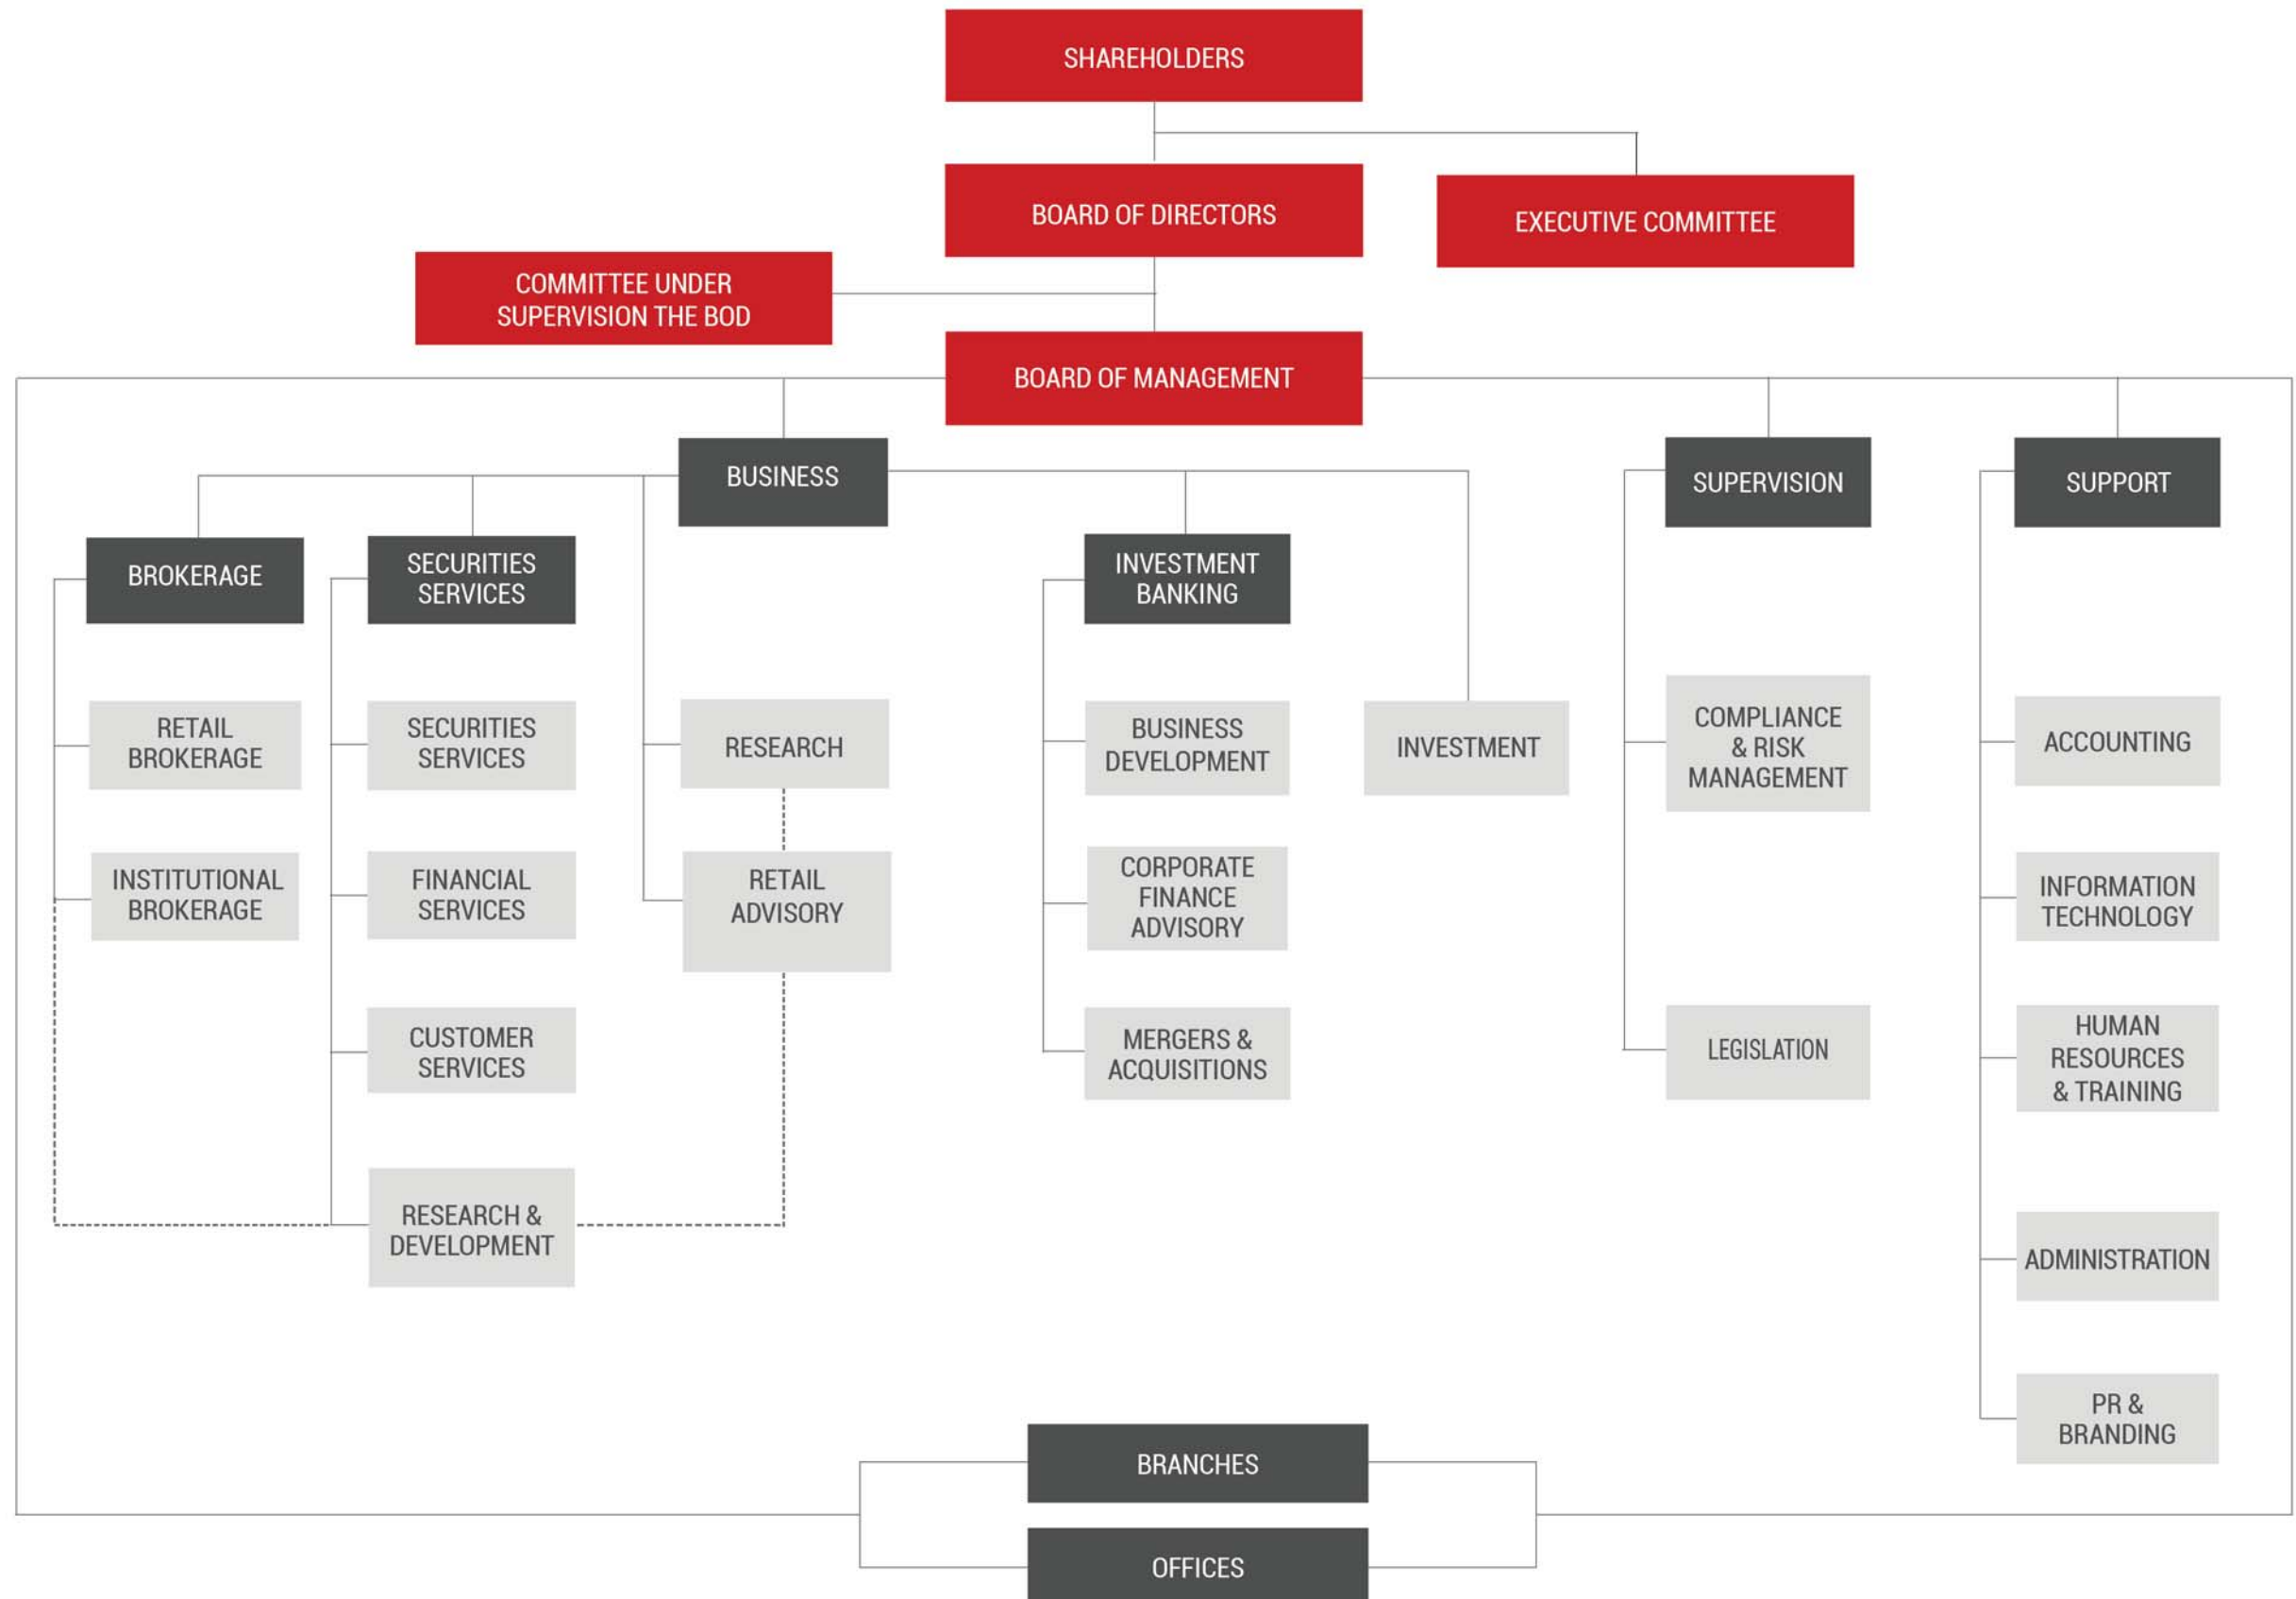 SHAREHOLDERS
BOARD OF DIRECTORS
EXECUTIVE COMMITTEE
COMMITTEE UNDER
SUPERVISION THE BOD
BOARD OF MANAGEMENT
BUSINESS
SUPERVISION
SUPPORT
BROKERAGE
SECURITIES
SERVICES
INVESTMENT
BANKING
RETAIL
BROKERAGE
SECURITIES
SERVICES
RESEARCH
BUSINESS
DEVELOPMENT
INVESTMENT
COMPLIANCE
& RISK
MANAGEMENT
ACCOUNTING
INSTITUTIONAL
BROKERAGE
FINANCIAL
SERVICES
RETAIL
ADVISORY
CORPORATE
FINANCE
ADVISORY
INFORMATION
TECHNOLOGY
CUSTOMER
SERVICES
MERGERS &
ACQUISITIONS
LEGISLATION
HUMAN
RESOURCES
& TRAINING
RESEARCH &
DEVELOPMENT
ADMINISTRATION
PR &
BRANDING
BRANCHES
OFFICES